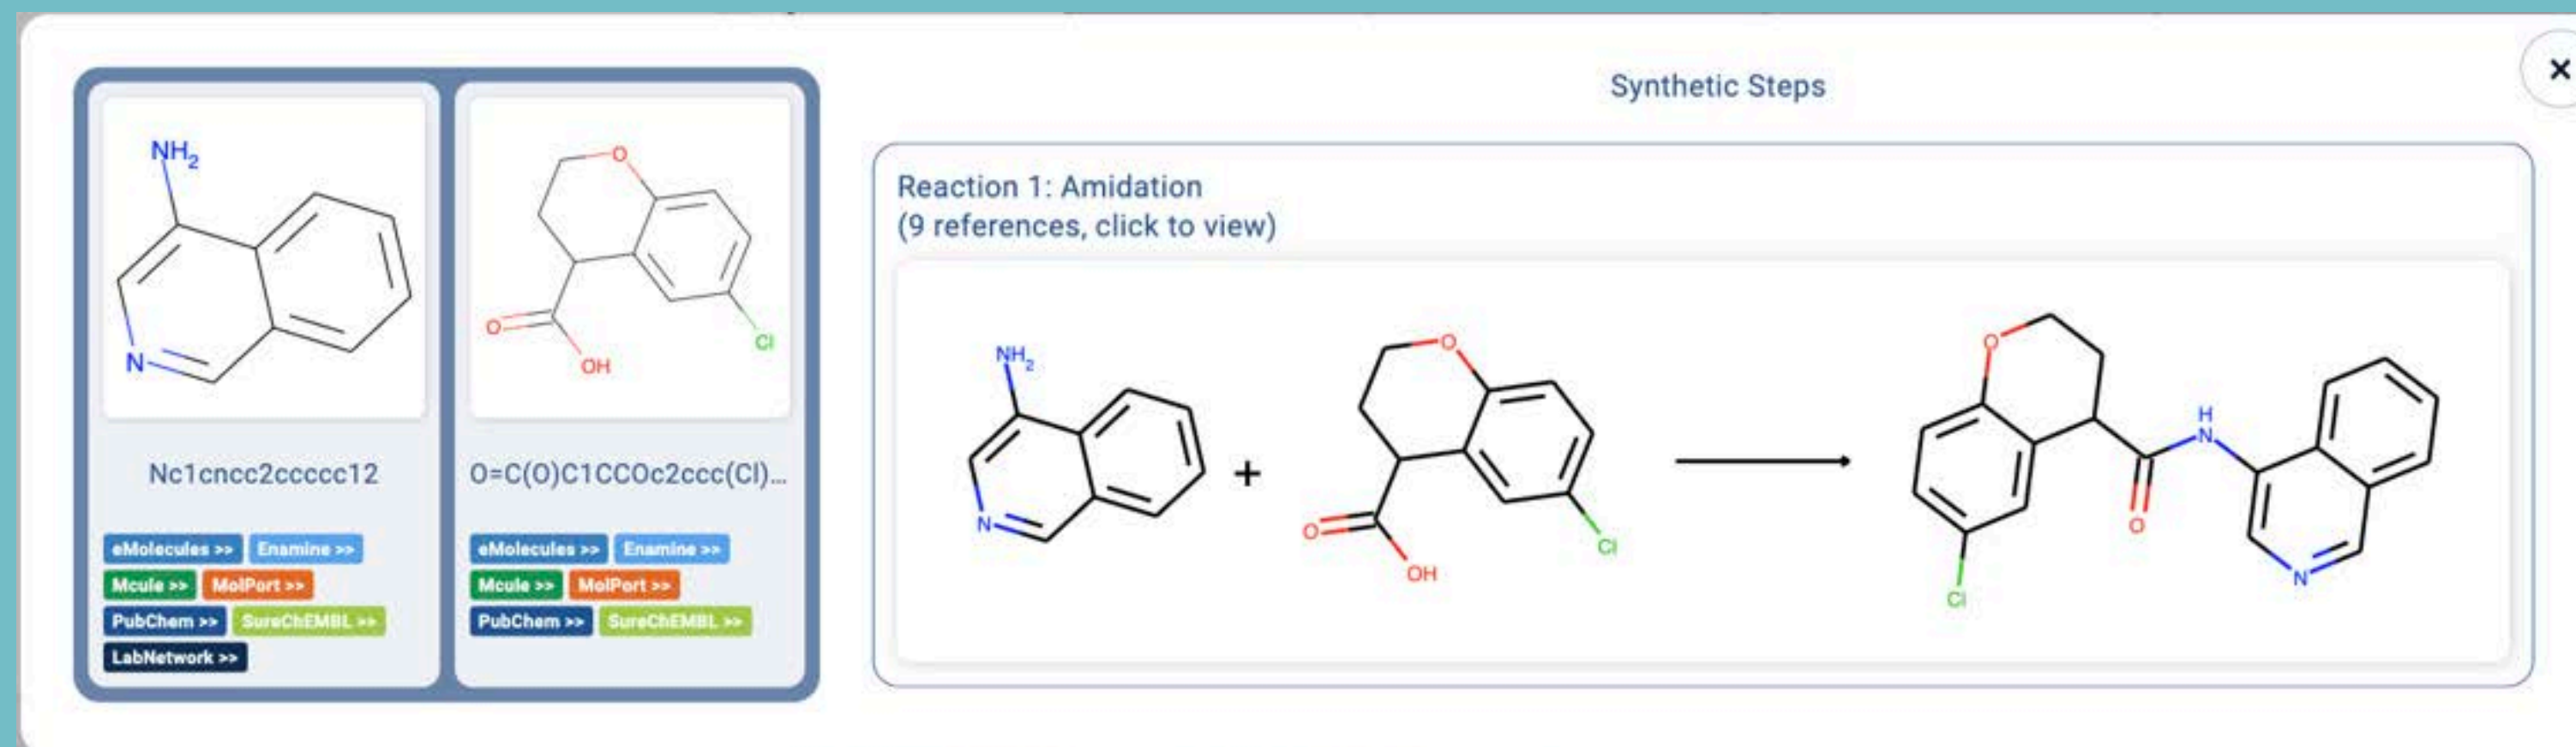 Synthetic Steps
×
NH2
N
Nc1cncc2ccccc12
eMolecules >> Enamine >>
Mcule >> MolPort >>
PubChem >> SureChEMBL >>
LabNetwork >>
O
O
OH
Cl
O=C(O)C1CCOc2ccc(Cl)...
eMolecules >> Enamine >>
Mcule >> MolPort >>
PubChem >> SureChEMBL >>
Reaction 1: Amidation
(9 references, click to view)
NH2
N
+
O
O
OH
Cl
O
Cl
O
H
N
N